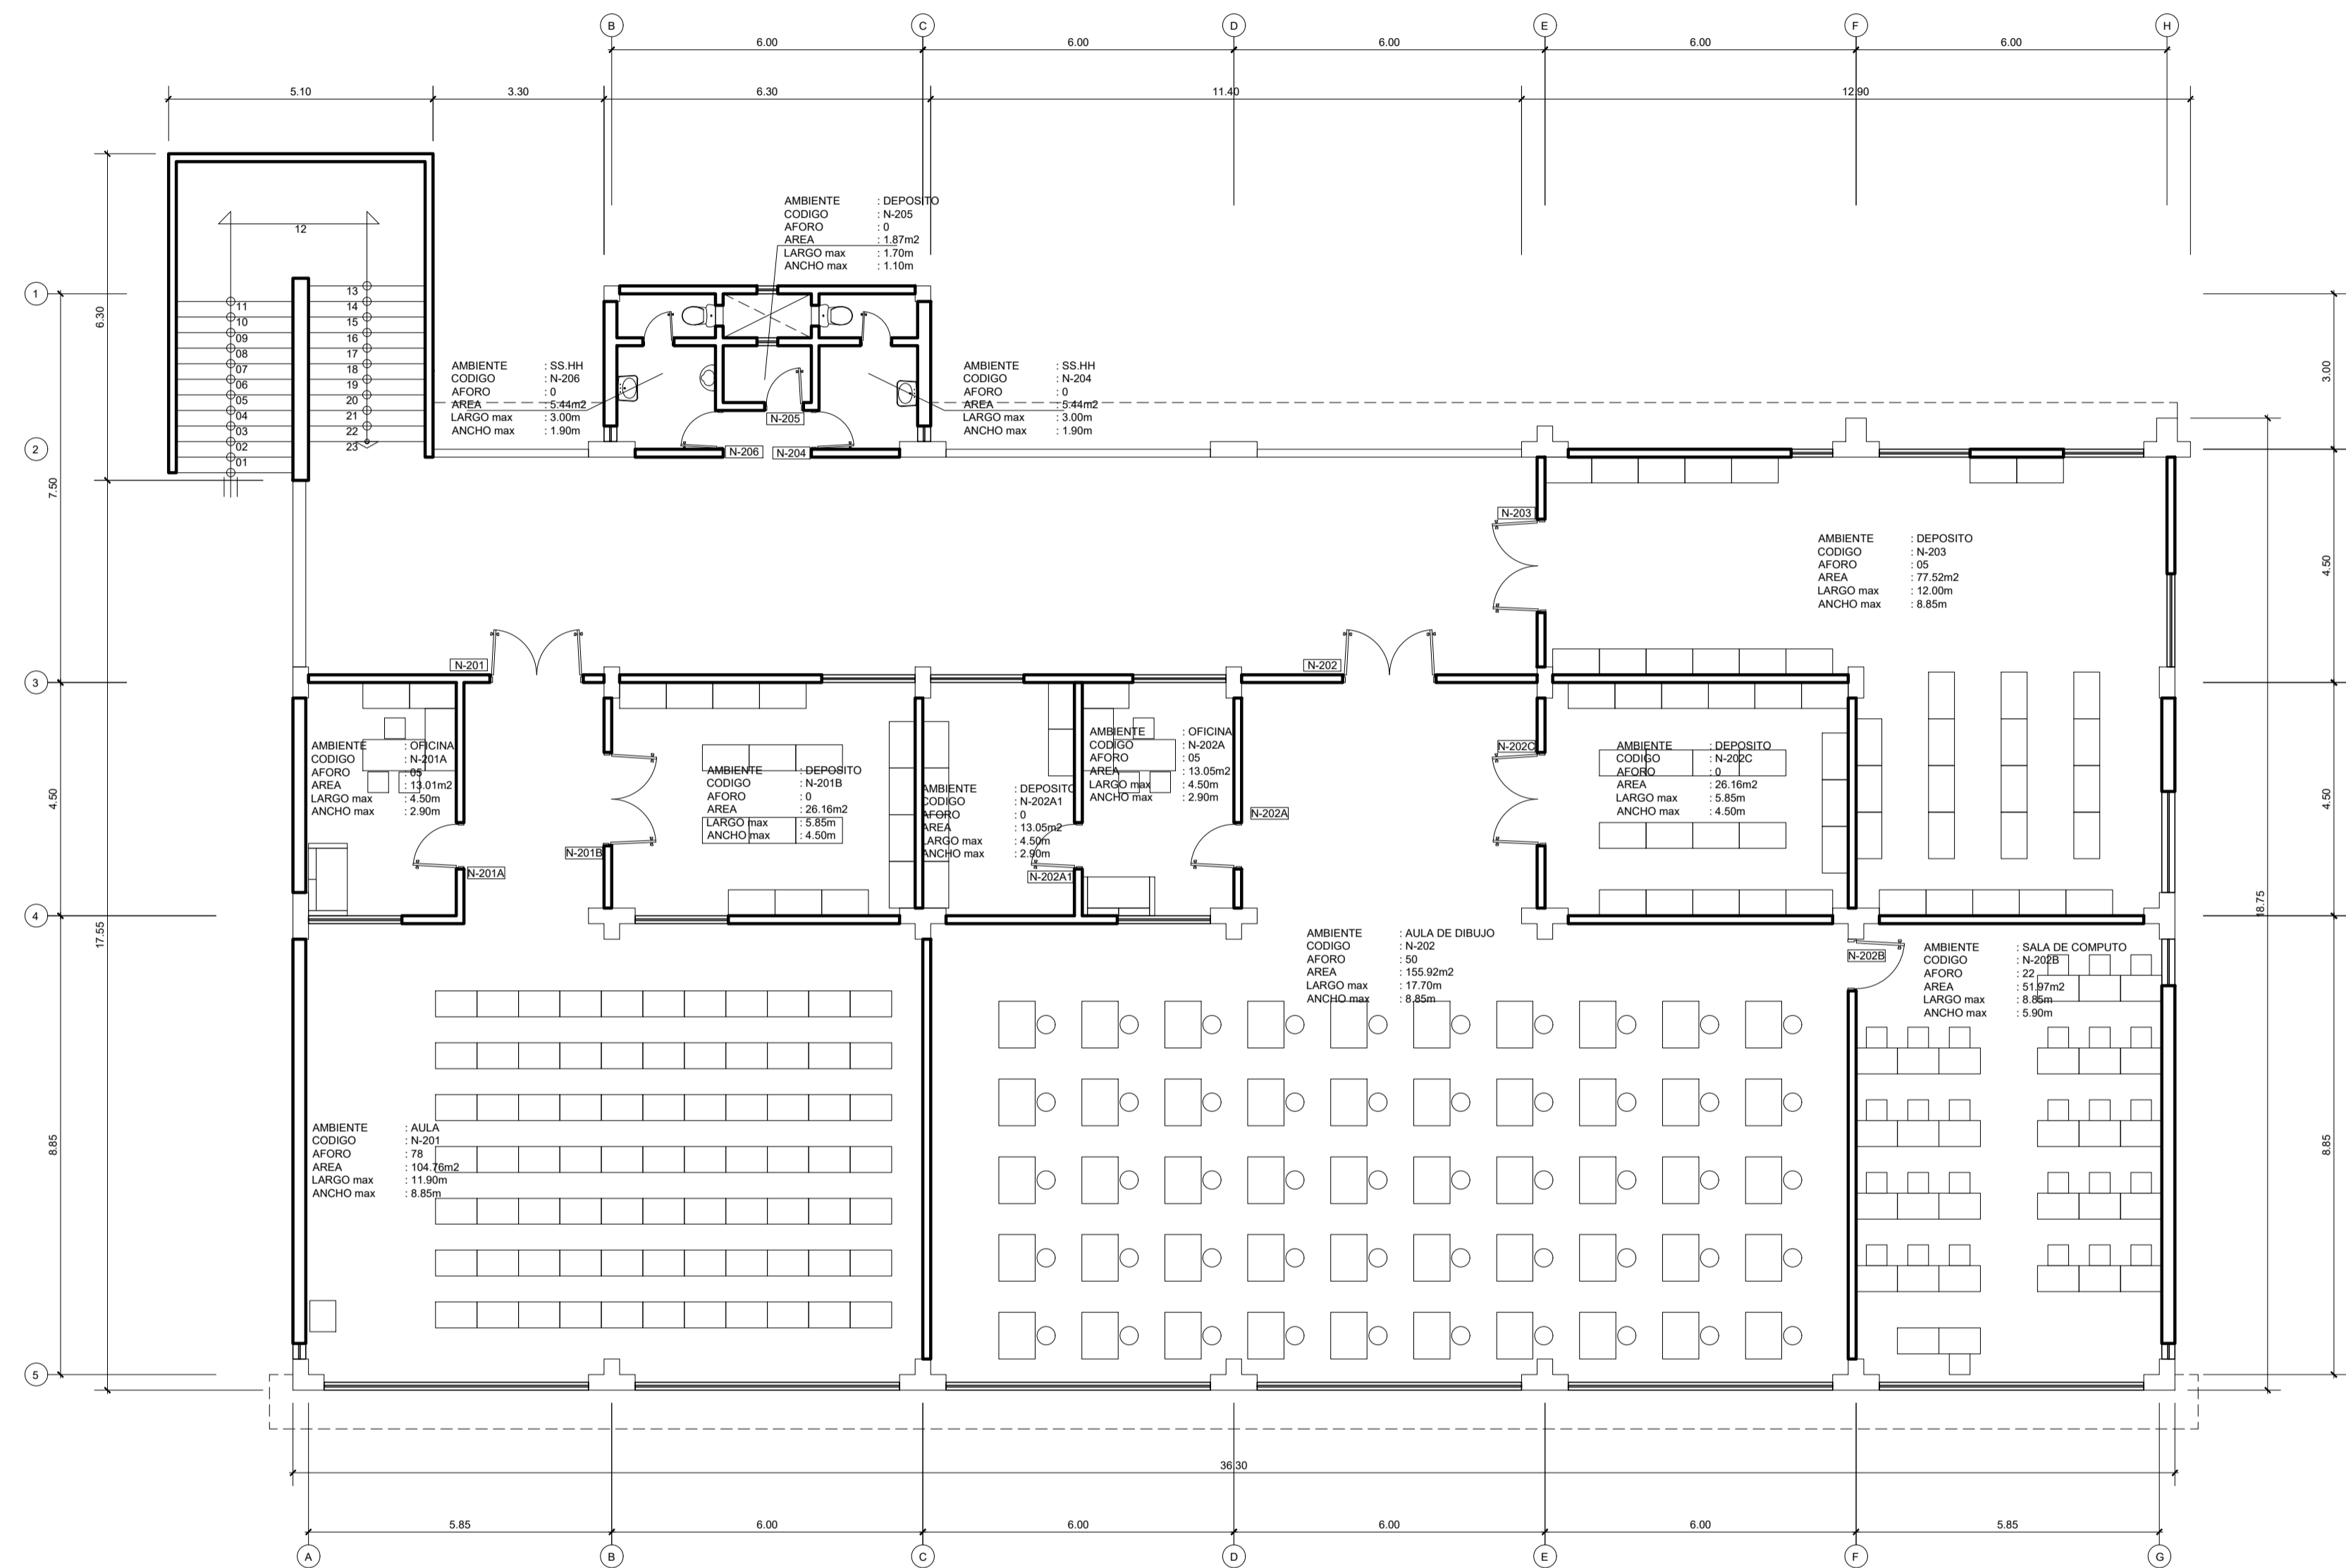 B C D E F H
6.00 6.00 6.00 6.00 6.00
5.10 3.30 6.30 11.40 12.90
AMBIENTE : DEPOSITO
CODIGO : N-205
AFORO : 0
AREA : 1.87m2
LARGO max : 1.70m
ANCHO max : 1.10m
12
1
2
3
4
5
6.30
7.50
4.50
17.55
8.85
3.00
4.50
4.50
18.75
8.85
11
10
09
08
07
06
05
04
03
02
01
13
14
15
16
17
18
19
20
21
22
23
AMBIENTE : SS.HH
CODIGO : N-206
AFORO : 0
AREA : 5.44m2
LARGO max : 3.00m
ANCHO max : 1.90m
AMBIENTE : SS.HH
CODIGO : N-204
AFORO : 0
AREA : 5.44m2
LARGO max : 3.00m
ANCHO max : 1.90m
N-205
N-206
N-204
N-203
AMBIENTE : DEPOSITO
CODIGO : N-203
AFORO : 05
AREA : 77.52m2
LARGO max : 12.00m
ANCHO max : 8.85m
N-201
N-202
AMBIENTE : OFICINA
CODIGO : N-201A
AFORO : 05
AREA : 13.01m2
LARGO max : 4.50m
ANCHO max : 2.90m
N-201A
N-201B
AMBIENTE : DEPOSITO
CODIGO : N-201B
AFORO : 0
AREA : 26.16m2
LARGO max : 5.85m
ANCHO max : 4.50m
AMBIENTE : DEPOSITO
CODIGO : N-202A1
AFORO : 0
AREA : 13.05m2
LARGO max : 4.50m
ANCHO max : 2.90m
N-202A1
AMBIENTE : OFICINA
CODIGO : N-202A
AFORO : 05
AREA : 13.05m2
LARGO max : 4.50m
ANCHO max : 2.90m
N-202A
N-202C
AMBIENTE : DEPOSITO
CODIGO : N-202C
AFORO : 0
AREA : 26.16m2
LARGO max : 5.85m
ANCHO max : 4.50m
AMBIENTE : AULA DE DIBUJO
CODIGO : N-202
AFORO : 50
AREA : 155.92m2
LARGO max : 17.70m
ANCHO max : 8.85m
N-202B
AMBIENTE : SALA DE COMPUTO
CODIGO : N-202B
AFORO : 22
AREA : 51.97m2
LARGO max : 8.85m
ANCHO max : 5.90m
AMBIENTE : AULA
CODIGO : N-201
AFORO : 78
AREA : 104.76m2
LARGO max : 11.90m
ANCHO max : 8.85m
36.30
5.85 6.00 6.00 6.00 6.00 5.85
A B C D E F G